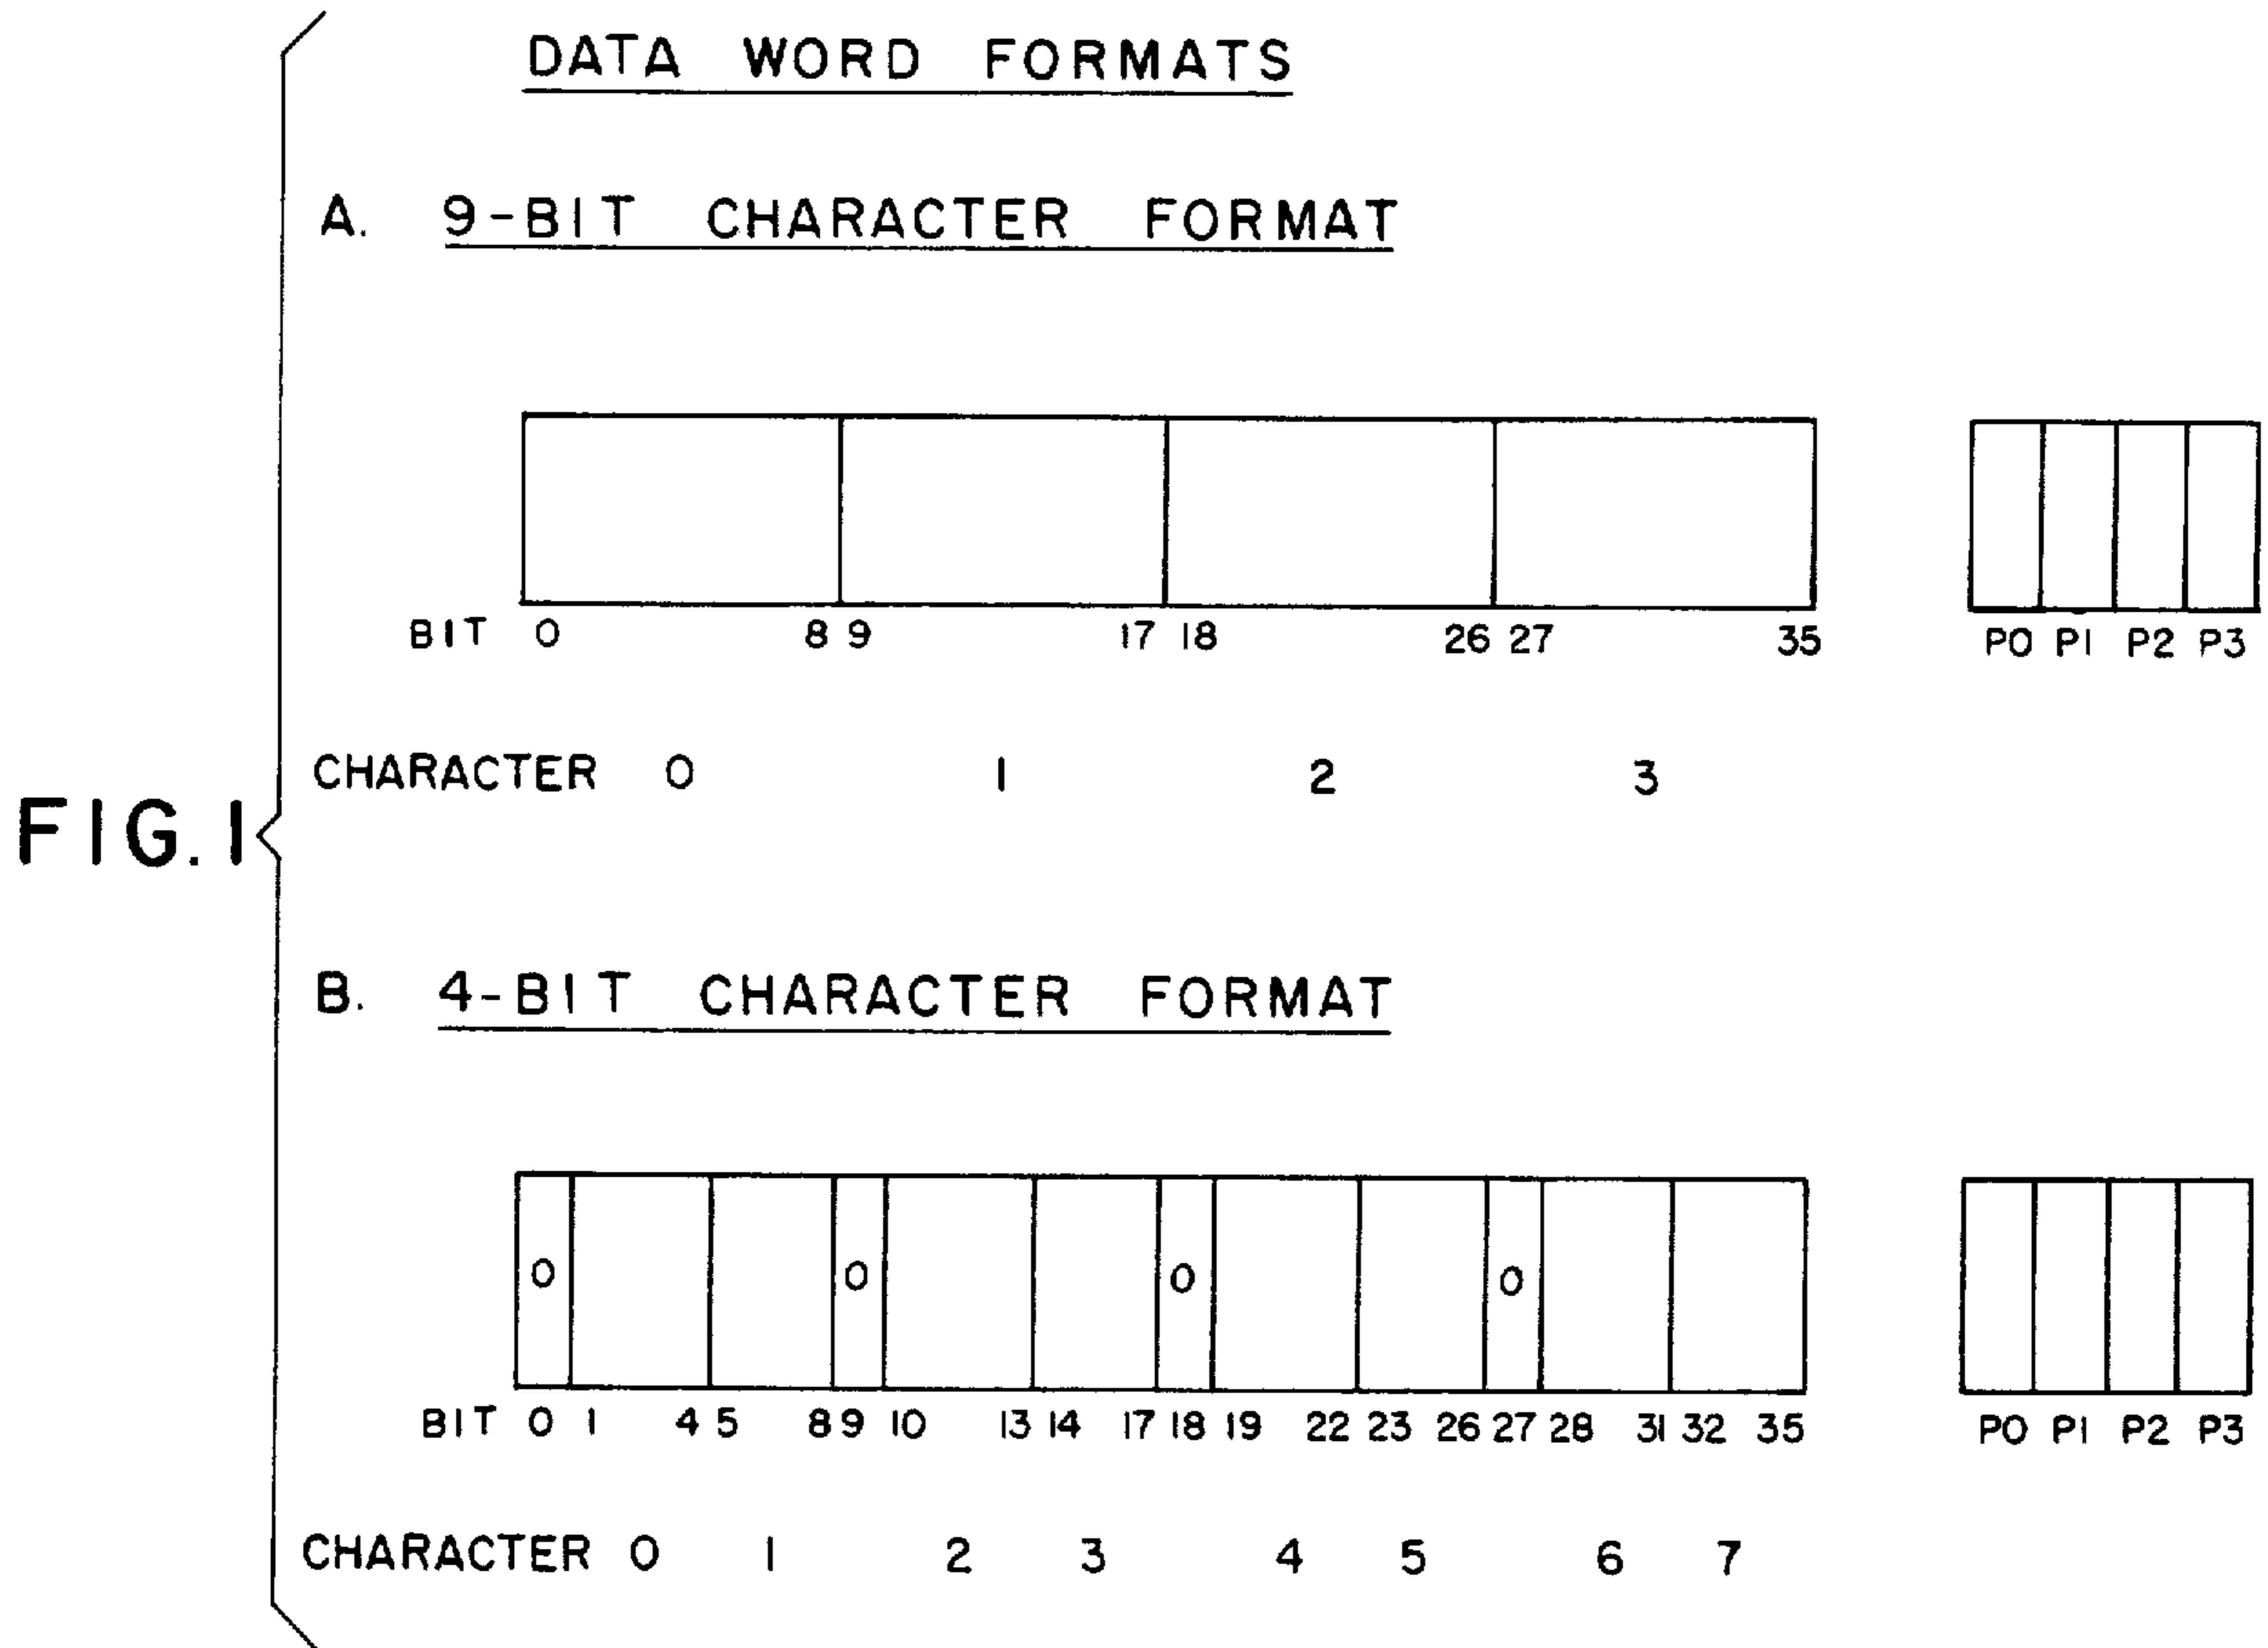 DATA WORD FORMATS
A. 9-BIT CHARACTER FORMAT
BIT 0 8 9 17 18 26 27 35 P0 P1 P2 P3
CHARACTER 0 1 2 3
FIG. 1
B. 4-BIT CHARACTER FORMAT
0 0 0 0
BIT 0 1 4 5 8 9 10 13 14 17 18 19 22 23 26 27 28 31 32 35 P0 P1 P2 P3
CHARACTER 0 1 2 3 4 5 6 7